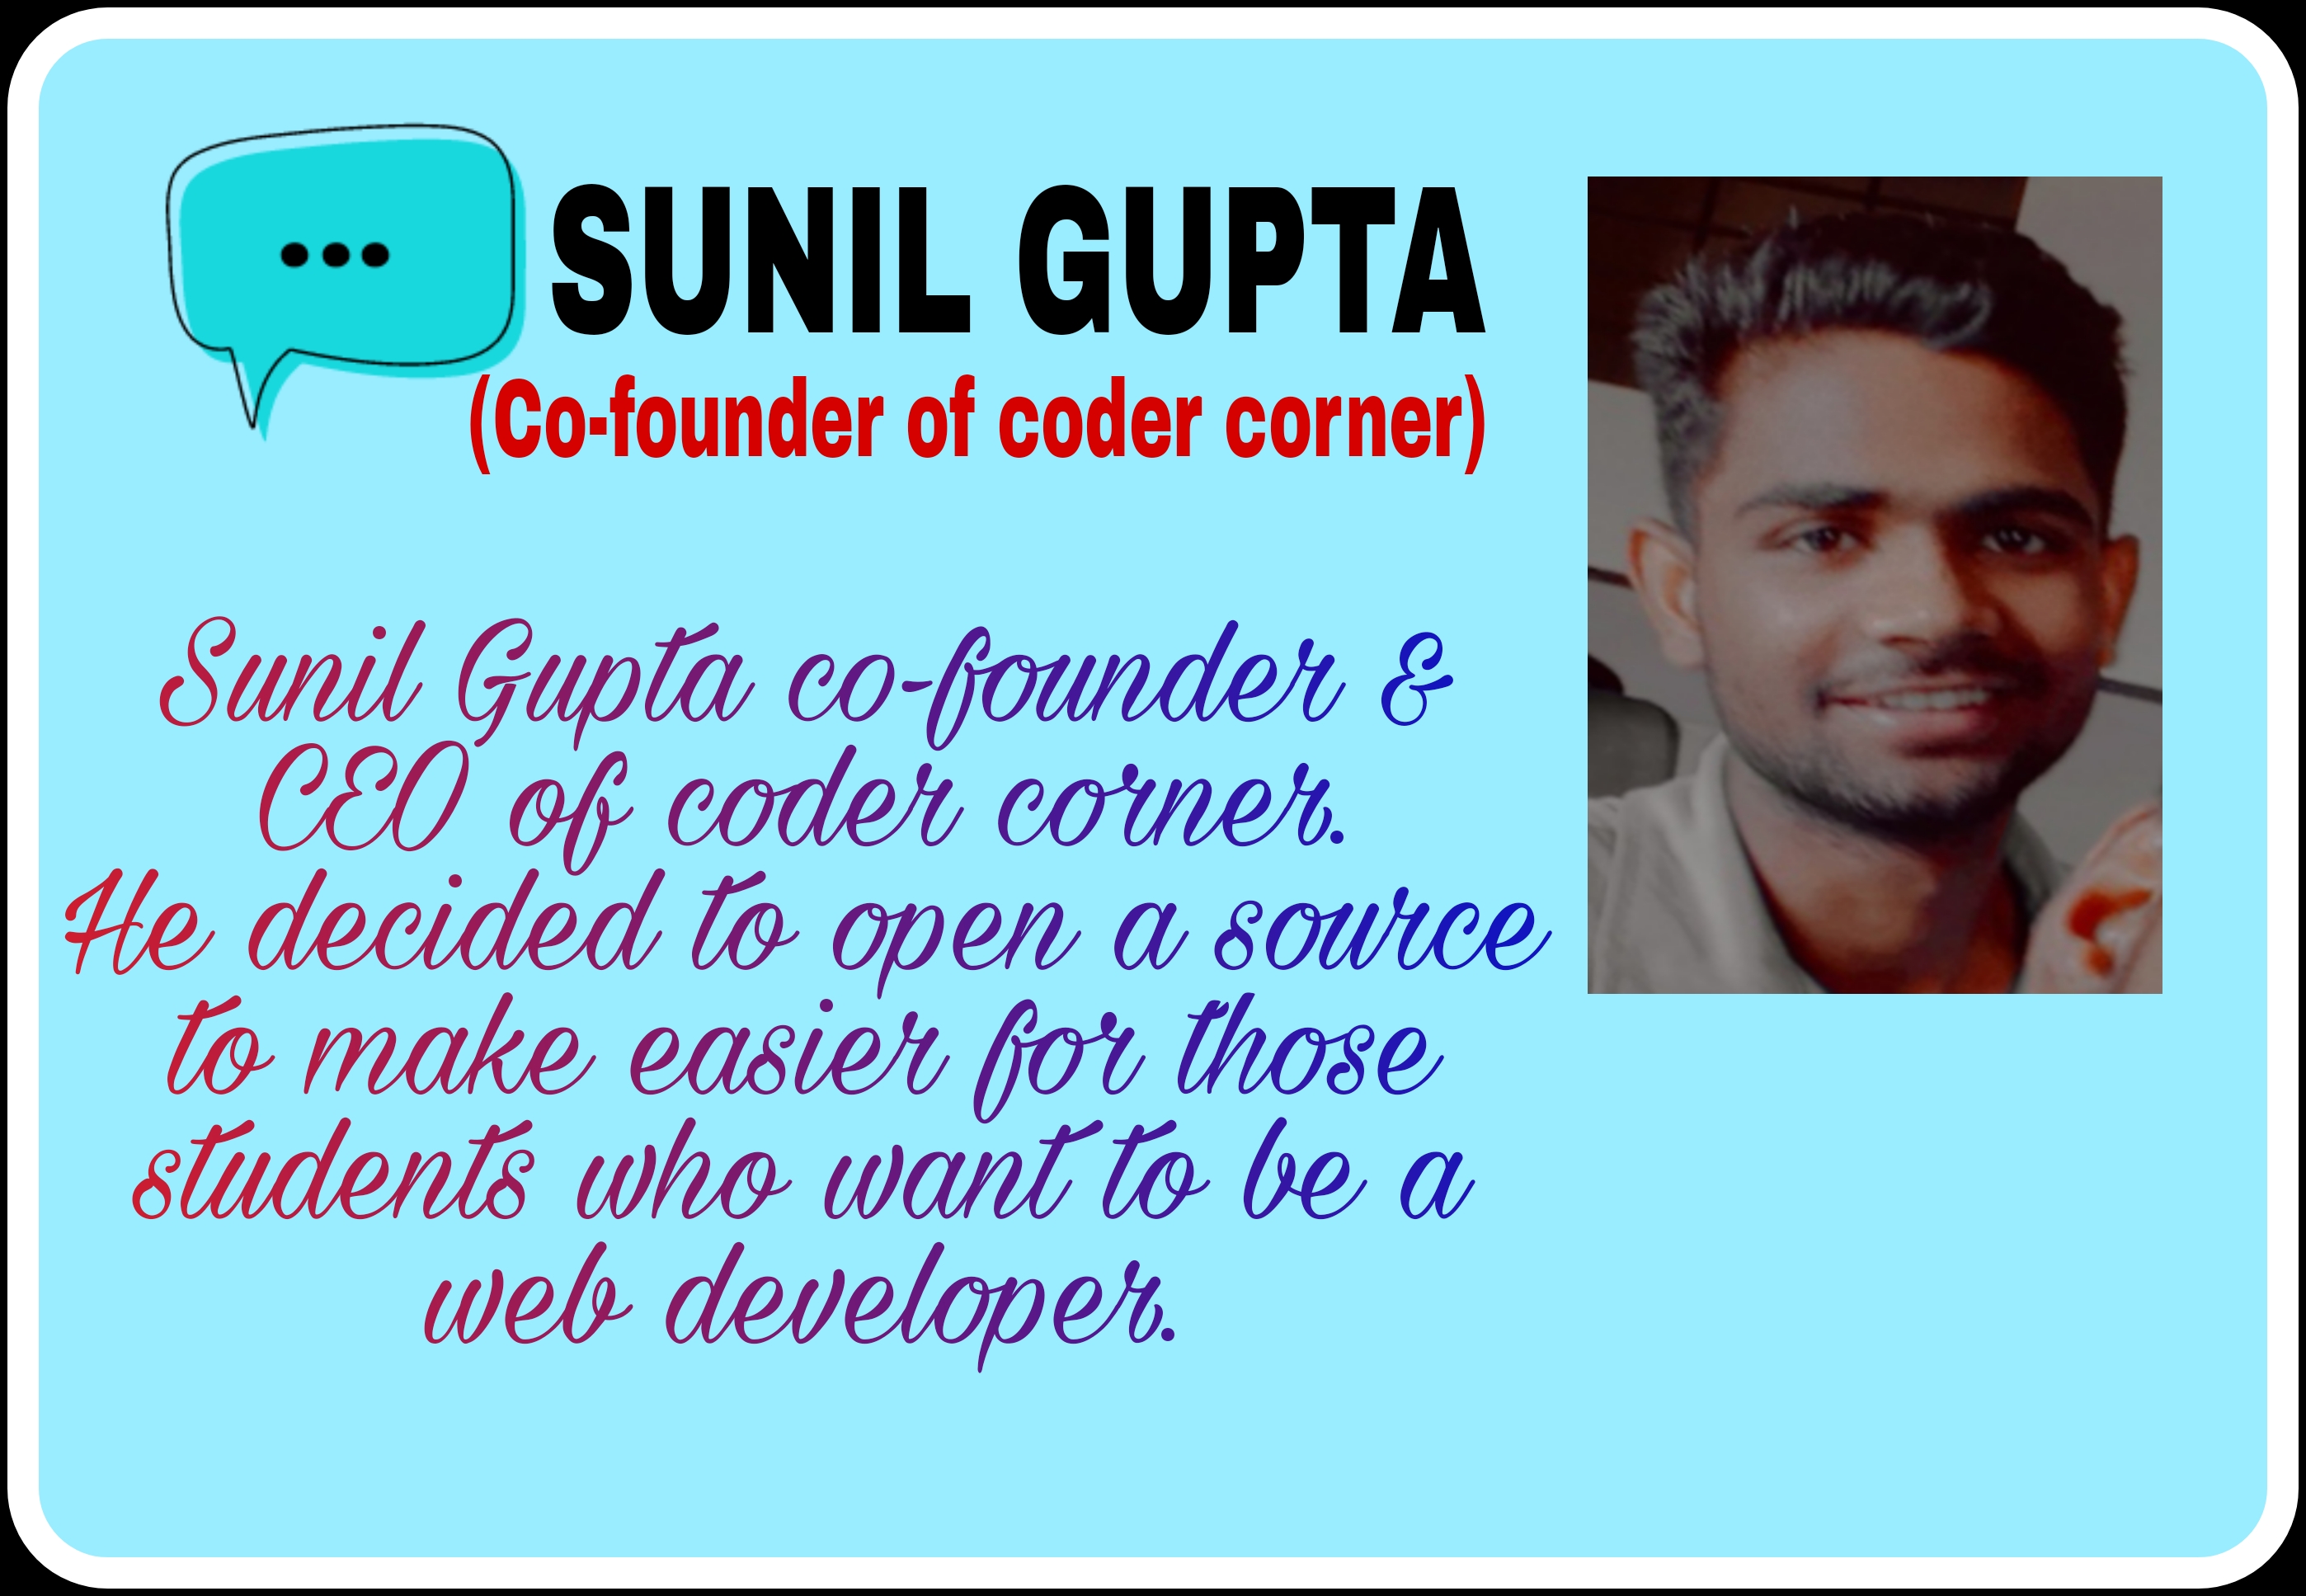 SUNIL GUPTA
(Co-founder of coder corner)
Sunil Gupta co-founder &
CEO of coder corner.
He decided to open a source
to make easier for those
students who want to be a
web developer.